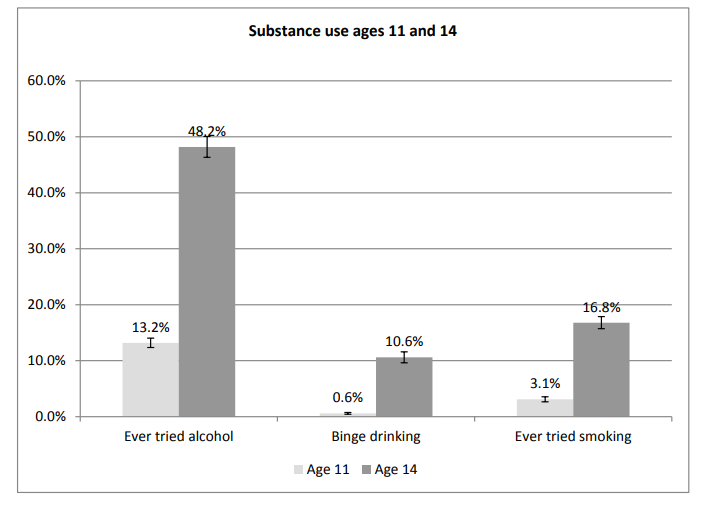 Substance use ages 11 and 14
60.0%
50.0%
40.0%
30.0%
20.0%
10.0%
0.0%
13.2%
48.2%
0.6%
10.6%
3.1%
16.8%
Ever tried alcohol
Binge drinking
Ever tried smoking
Age 11
Age 14